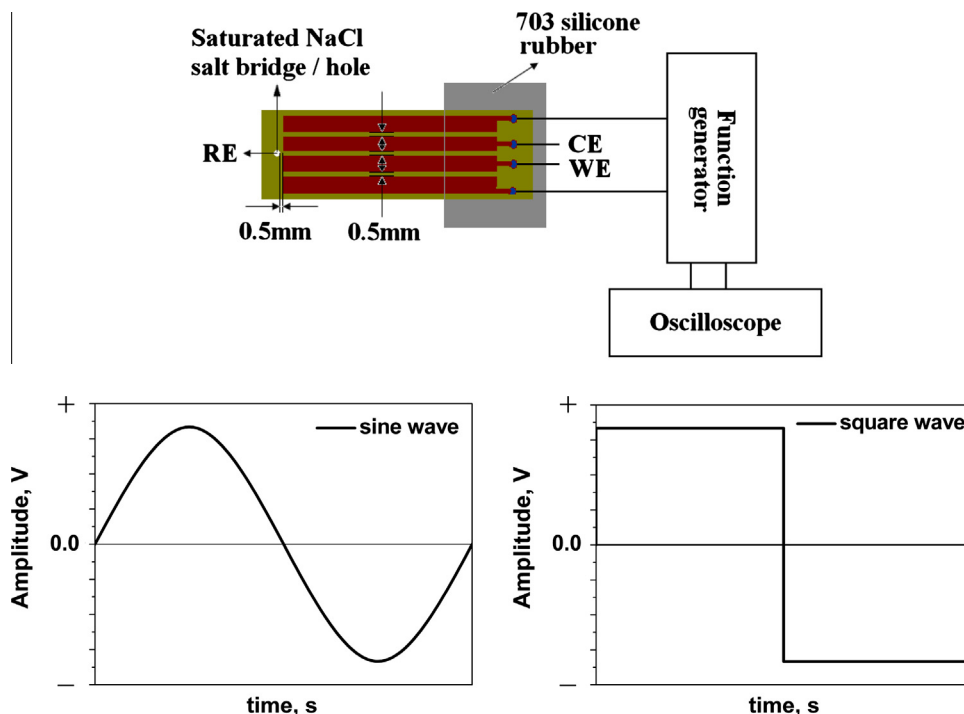 703 silicone
rubber
Saturated NaCl
salt bridge / hole
RE
CE
WE
0.5mm
0.5mm
Function
generator
Oscilloscope
+
sine wave
Amplitude, V
0.0
–
time, s
+
square wave
Amplitude, V
0.0
–
time, s